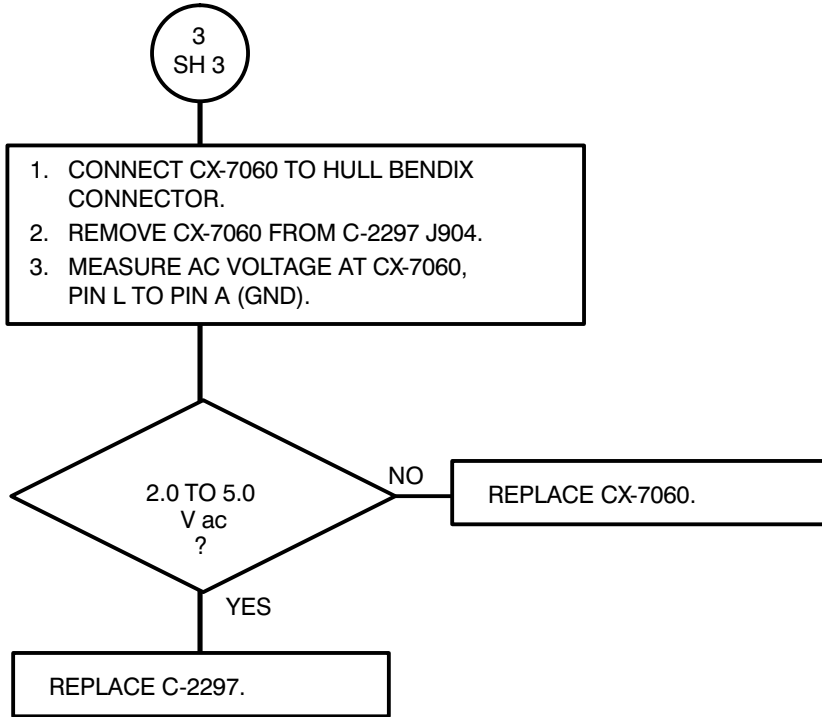 3
SH 3
1. CONNECT CX-7060 TO HULL BENDIX
CONNECTOR.
2. REMOVE CX-7060 FROM C-2297 J904.
3. MEASURE AC VOLTAGE AT CX-7060,
PIN L TO PIN A (GND).
2.0 TO 5.0
V ac
?
NO
REPLACE CX-7060.
YES
REPLACE C-2297.